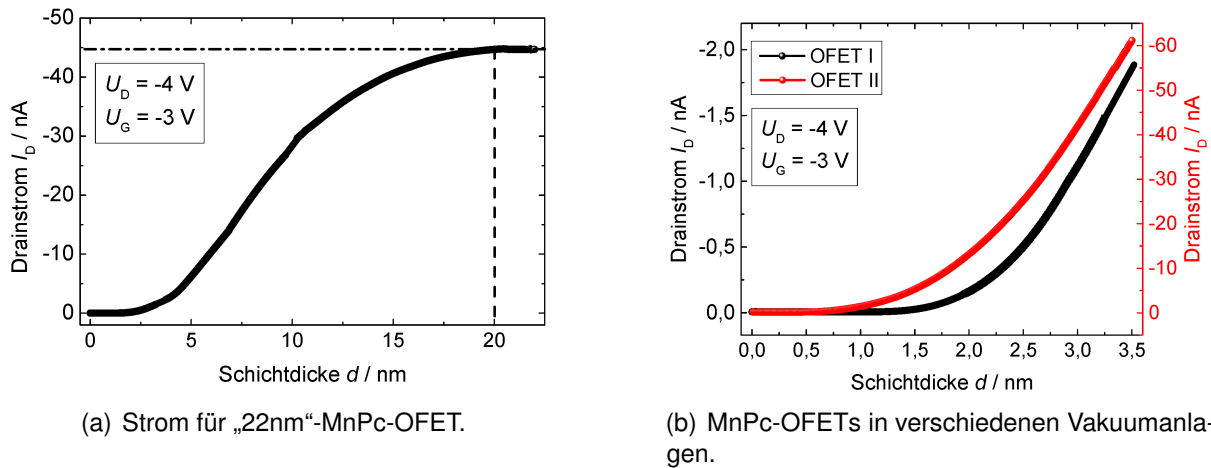 -50
-40
-30
-20
-10
0
Drainstrom I_D / nA
U_D = -4 V
U_G = -3 V
0 5 10 15 20
Schichtdicke d / nm
(a) Strom für „22nm“-MnPc-OFET.
-2,0
-1,5
-1,0
-0,5
0,0
Drainstrom I_D / nA
OFET I
OFET II
U_D = -4 V
U_G = -3 V
-60
-50
-40
-30
-20
-10
0
Drainstrom I_D / nA
0,0 0,5 1,0 1,5 2,0 2,5 3,0 3,5
Schichtdicke d / nm
(b) MnPc-OFETs in verschiedenen Vakuumanla-
gen.